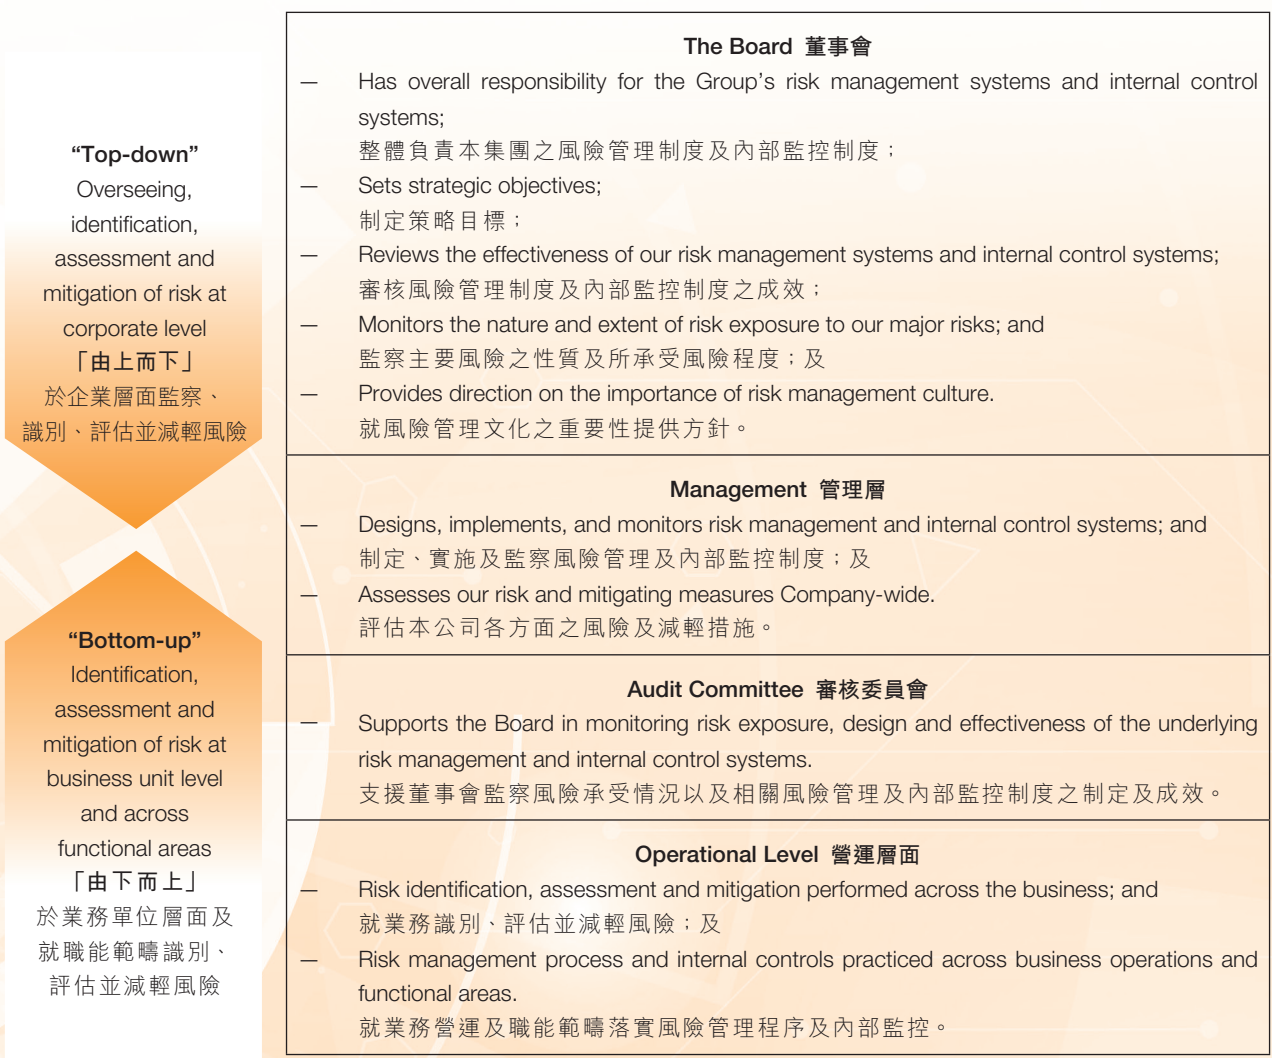 “Top-down”
Overseeing,
identification,
assessment and
mitigation of risk at
corporate level
「由上而下」
於企業層面監察、
識別、評估並減輕風險
“Bottom-up”
Identification,
assessment and
mitigation of risk at
business unit level
and across
functional areas
「由下而上」
於業務單位層面及
就職能範疇識別、
評估並減輕風險
The Board 董事會
— Has overall responsibility for the Group’s risk management systems and internal control
systems;
整體負責本集團之風險管理制度及內部監控制度；
— Sets strategic objectives;
制定策略目標；
— Reviews the effectiveness of our risk management systems and internal control systems;
審核風險管理制度及內部監控制度之成效；
— Monitors the nature and extent of risk exposure to our major risks; and
監察主要風險之性質及所承受風險程度；及
— Provides direction on the importance of risk management culture.
就風險管理文化之重要性提供方針。
Management 管理層
— Designs, implements, and monitors risk management and internal control systems; and
制定、實施及監察風險管理及內部監控制度；及
— Assesses our risk and mitigating measures Company-wide.
評估本公司各方面之風險及減輕措施。
Audit Committee 審核委員會
— Supports the Board in monitoring risk exposure, design and effectiveness of the underlying
risk management and internal control systems.
支援董事會監察風險承受情況以及相關風險管理及內部監控制度之制定及成效。
Operational Level 營運層面
— Risk identification, assessment and mitigation performed across the business; and
就業務識別、評估並減輕風險；及
— Risk management process and internal controls practiced across business operations and
functional areas.
就業務營運及職能範疇落實風險管理程序及內部監控。